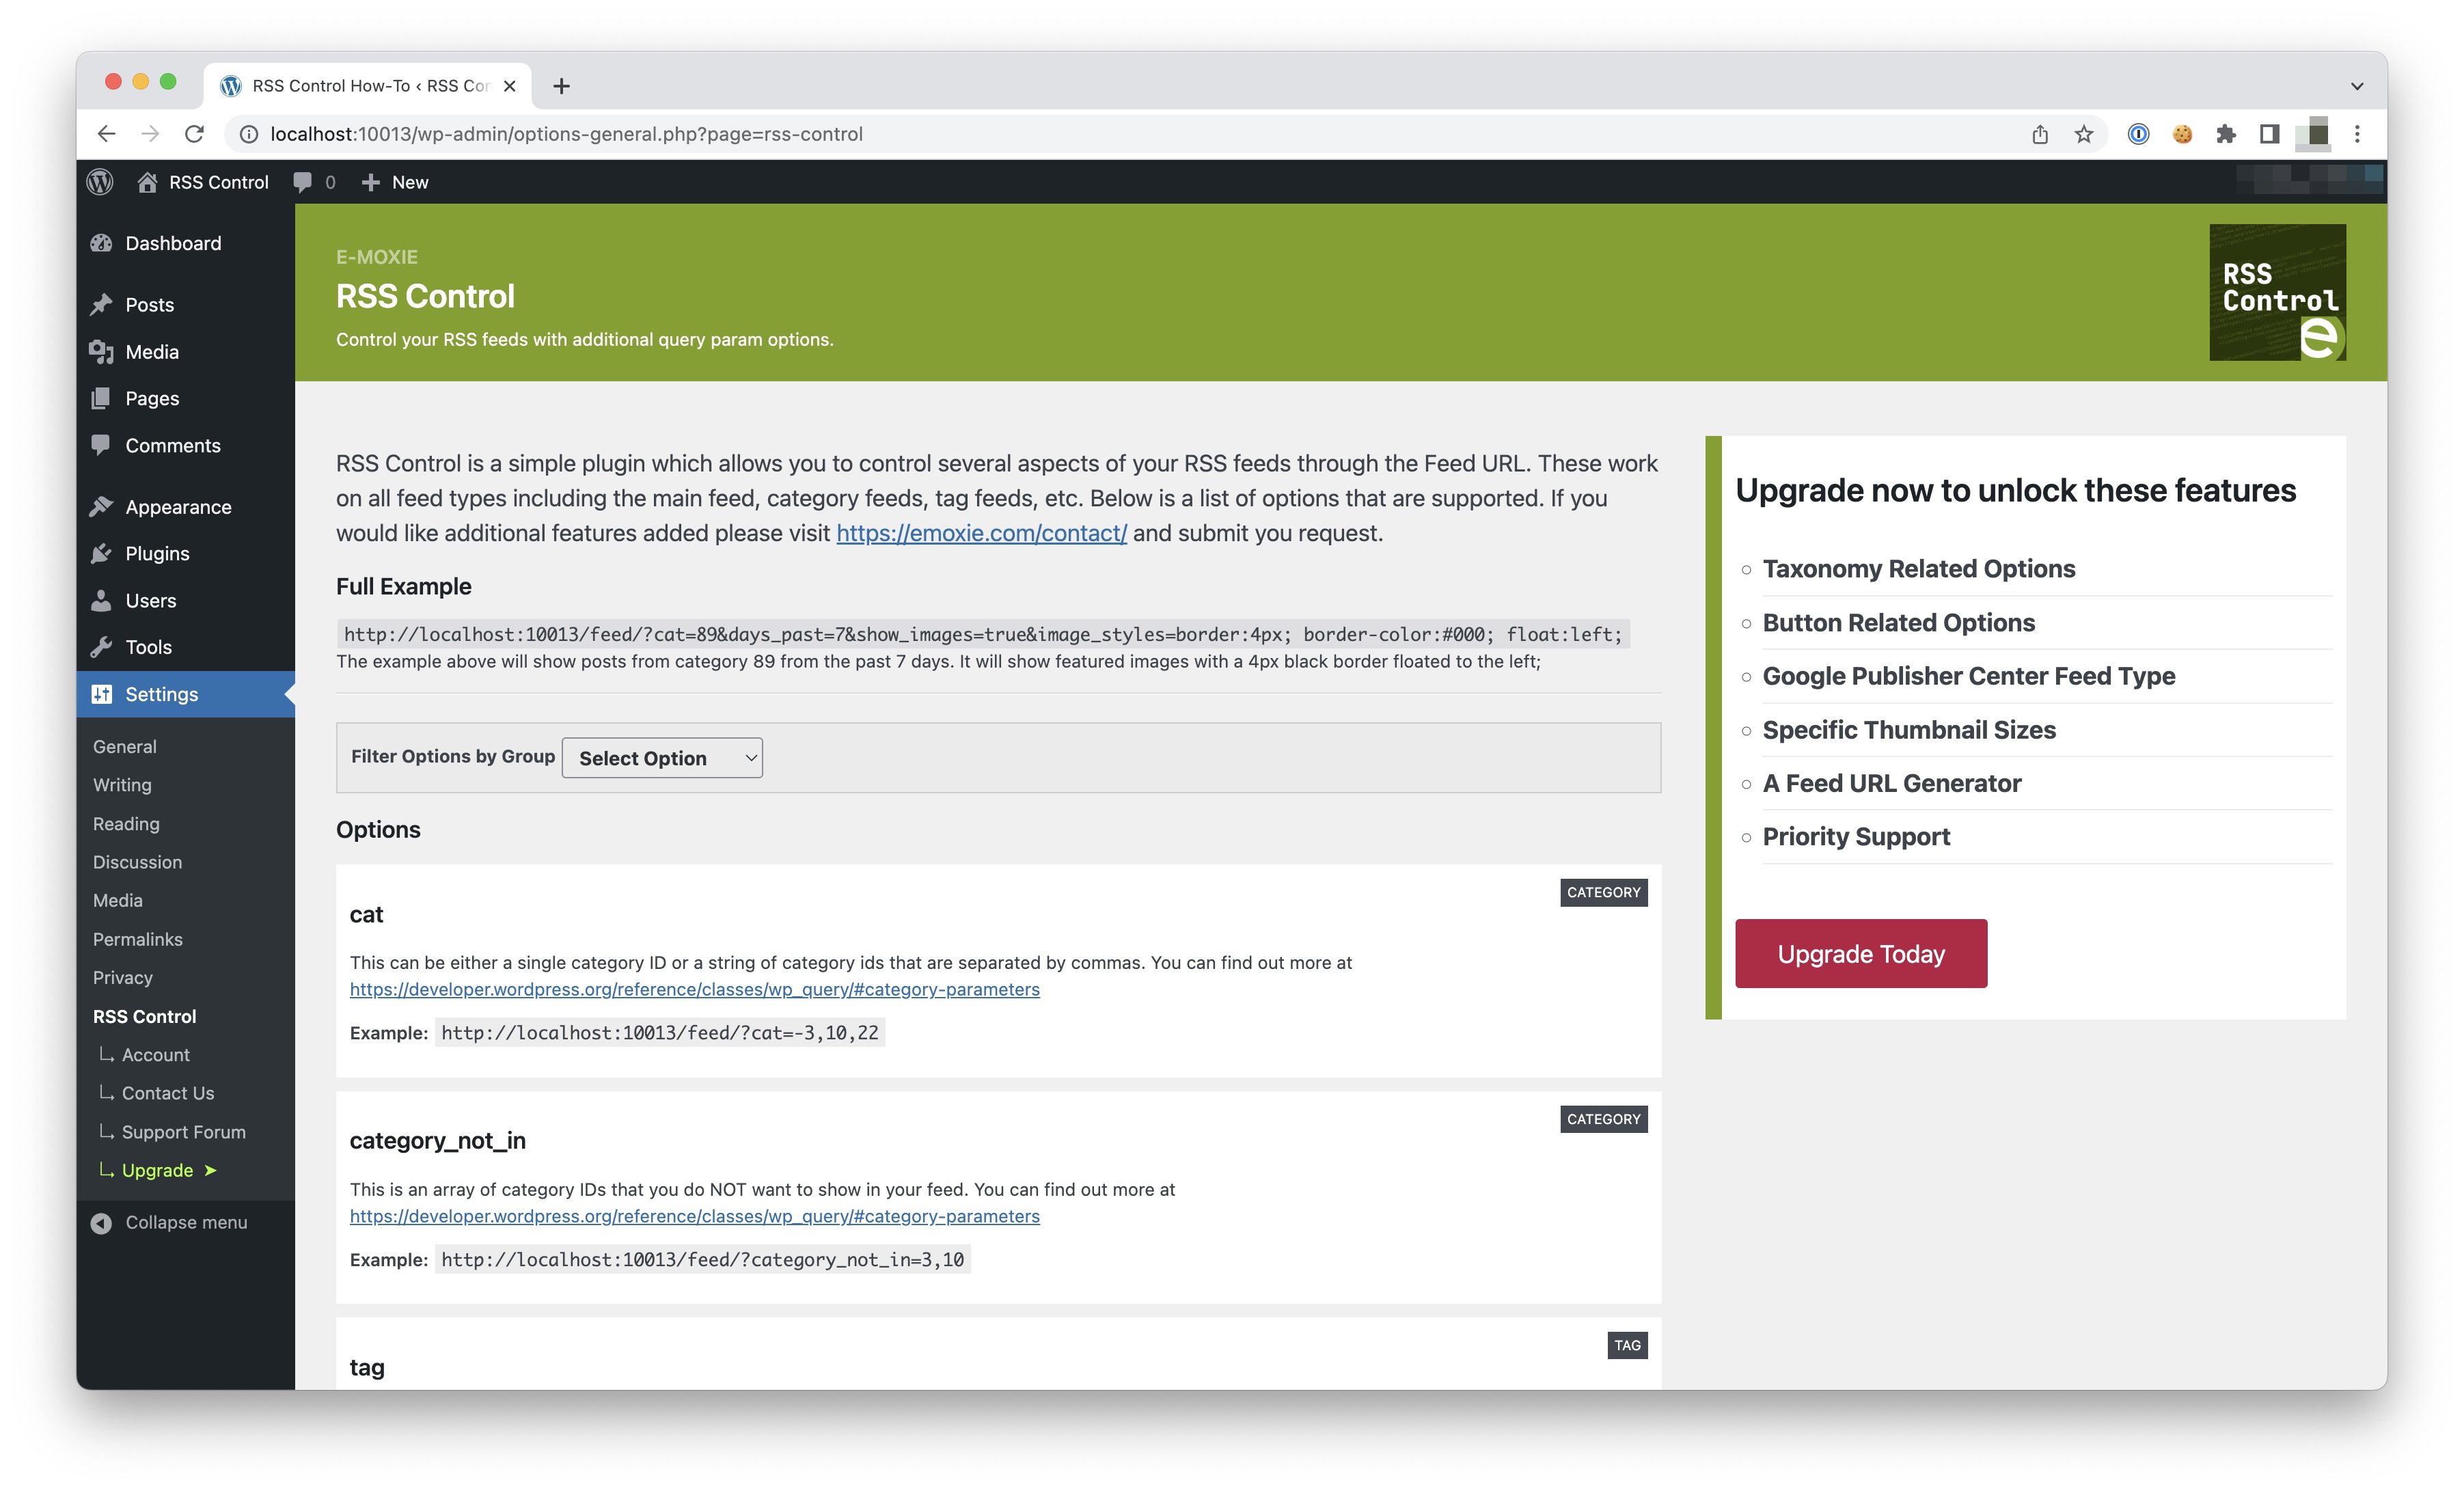 RSS Control How-To ‹ RSS Con
localhost:10013/wp-admin/options-general.php?page=rss-control
RSS Control
0
New
Dashboard
Posts
Media
Pages
Comments
Appearance
Plugins
Users
Tools
Settings
General
Writing
Reading
Discussion
Media
Permalinks
Privacy
RSS Control
Account
Contact Us
Support Forum
Upgrade ➤
Collapse menu
E-MOXIE
RSS Control
Control your RSS feeds with additional query param options.
RSS
Control
e
RSS Control is a simple plugin which allows you to control several aspects of your RSS feeds through the Feed URL. These work
on all feed types including the main feed, category feeds, tag feeds, etc. Below is a list of options that are supported. If you
would like additional features added please visit https://emoxie.com/contact/ and submit you request.
Full Example
http://localhost:10013/feed/?cat=89&days_past=7&show_images=true&image_styles=border:4px; border-color:#000; float:left;
The example above will show posts from category 89 from the past 7 days. It will show featured images with a 4px black border floated to the left;
Filter Options by Group Select Option
Options
CATEGORY
cat
This can be either a single category ID or a string of category ids that are separated by commas. You can find out more at
https://developer.wordpress.org/reference/classes/wp_query/#category-parameters
Example: http://localhost:10013/feed/?cat=-3,10,22
CATEGORY
category_not_in
This is an array of category IDs that you do NOT want to show in your feed. You can find out more at
https://developer.wordpress.org/reference/classes/wp_query/#category-parameters
Example: http://localhost:10013/feed/?category_not_in=3,10
TAG
tag
Upgrade now to unlock these features
Taxonomy Related Options
Button Related Options
Google Publisher Center Feed Type
Specific Thumbnail Sizes
A Feed URL Generator
Priority Support
Upgrade Today